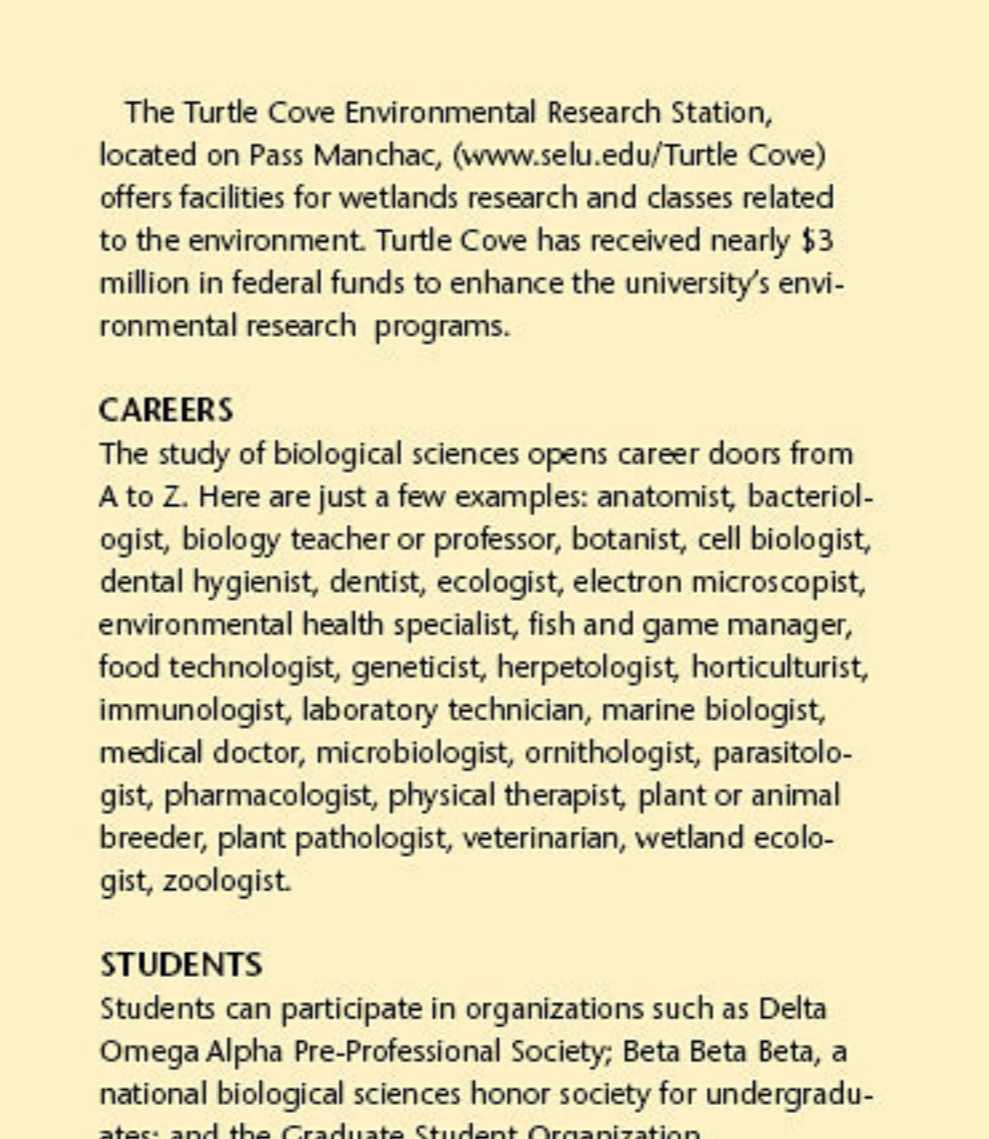 The Turtle Cove Environmental Research Station,
located on Pass Manchac, (www.selu.edu/Turtle Cove)
offers facilities for wetlands research and classes related
to the environment. Turtle Cove has received nearly $3
million in federal funds to enhance the university’s envi-
ronmental research  programs.
CAREERS
The study of biological sciences opens career doors from
A to Z. Here are just a few examples: anatomist, bacteriol-
ogist, biology teacher or professor, botanist, cell biologist,
dental hygienist, dentist, ecologist, electron microscopist,
environmental health specialist, fish and game manager,
food technologist, geneticist, herpetologist, horticulturist,
immunologist, laboratory technician, marine biologist,
medical doctor, microbiologist, ornithologist, parasitolo-
gist, pharmacologist, physical therapist, plant or animal
breeder, plant pathologist, veterinarian, wetland ecolo-
gist, zoologist.
STUDENTS
Students can participate in organizations such as Delta
Omega Alpha Pre-Professional Society; Beta Beta Beta, a
national biological sciences honor society for undergradu-
ates; and the Graduate Student Organization.